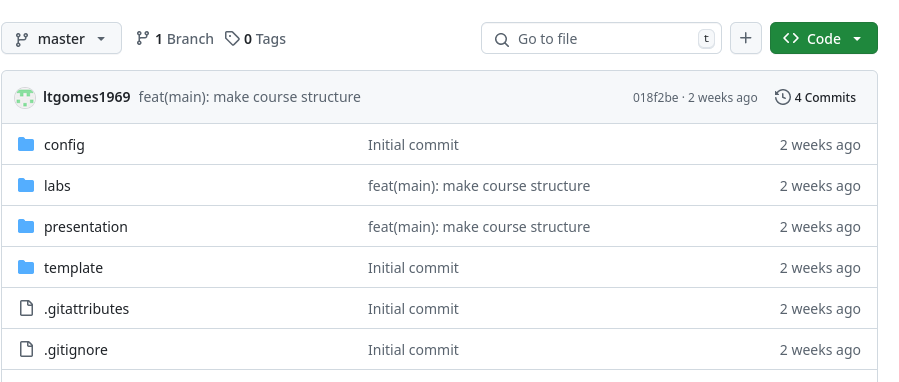 master 1 Branch 0 Tags Go to file t Code
ltgomes1969 feat(main): make course structure 018f2be · 2 weeks ago 4 Commits
config Initial commit 2 weeks ago
labs feat(main): make course structure 2 weeks ago
presentation feat(main): make course structure 2 weeks ago
template Initial commit 2 weeks ago
.gitattributes Initial commit 2 weeks ago
.gitignore Initial commit 2 weeks ago